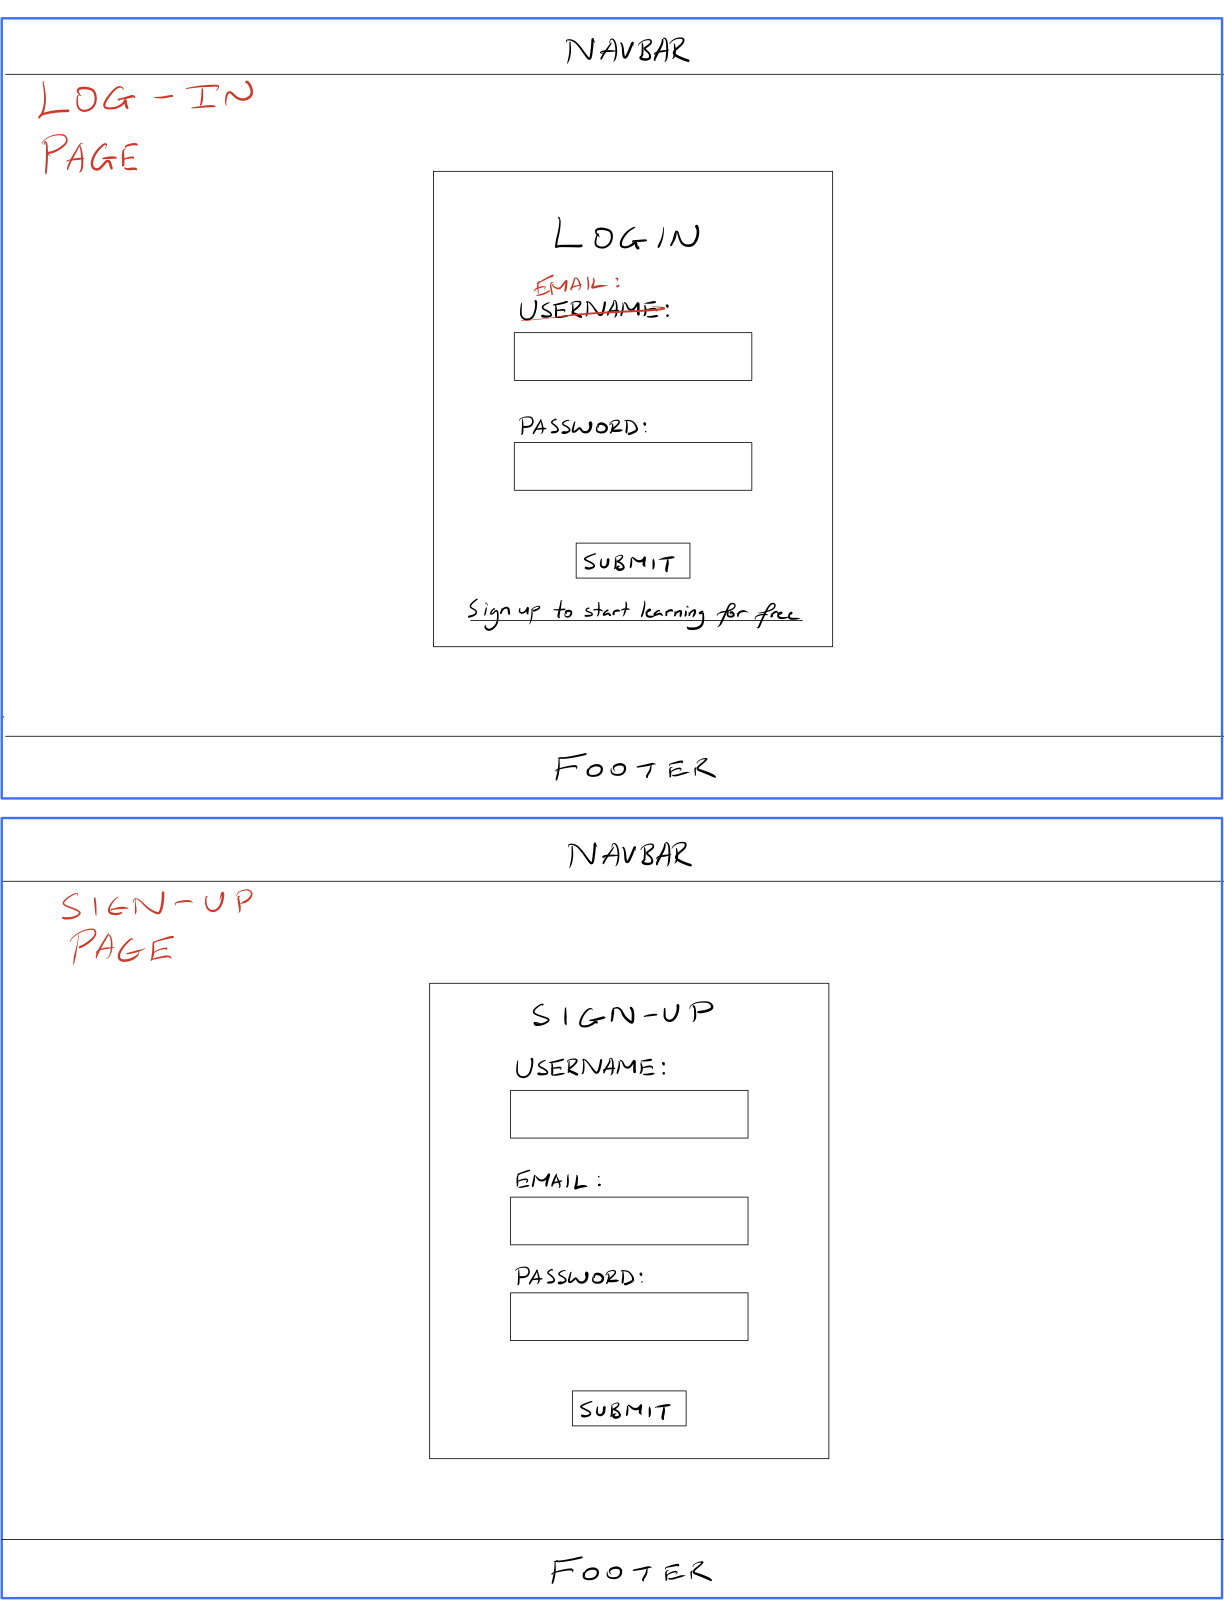 NAVBAR
LOG-IN
PAGE
LOGIN
EMAIL:
USERNAME:
PASSWORD:
SUBMIT
Sign up to start learning for free
FOOTER
NAVBAR
SIGN-UP
PAGE
SIGN-UP
USERNAME:
EMAIL:
PASSWORD:
SUBMIT
FOOTER